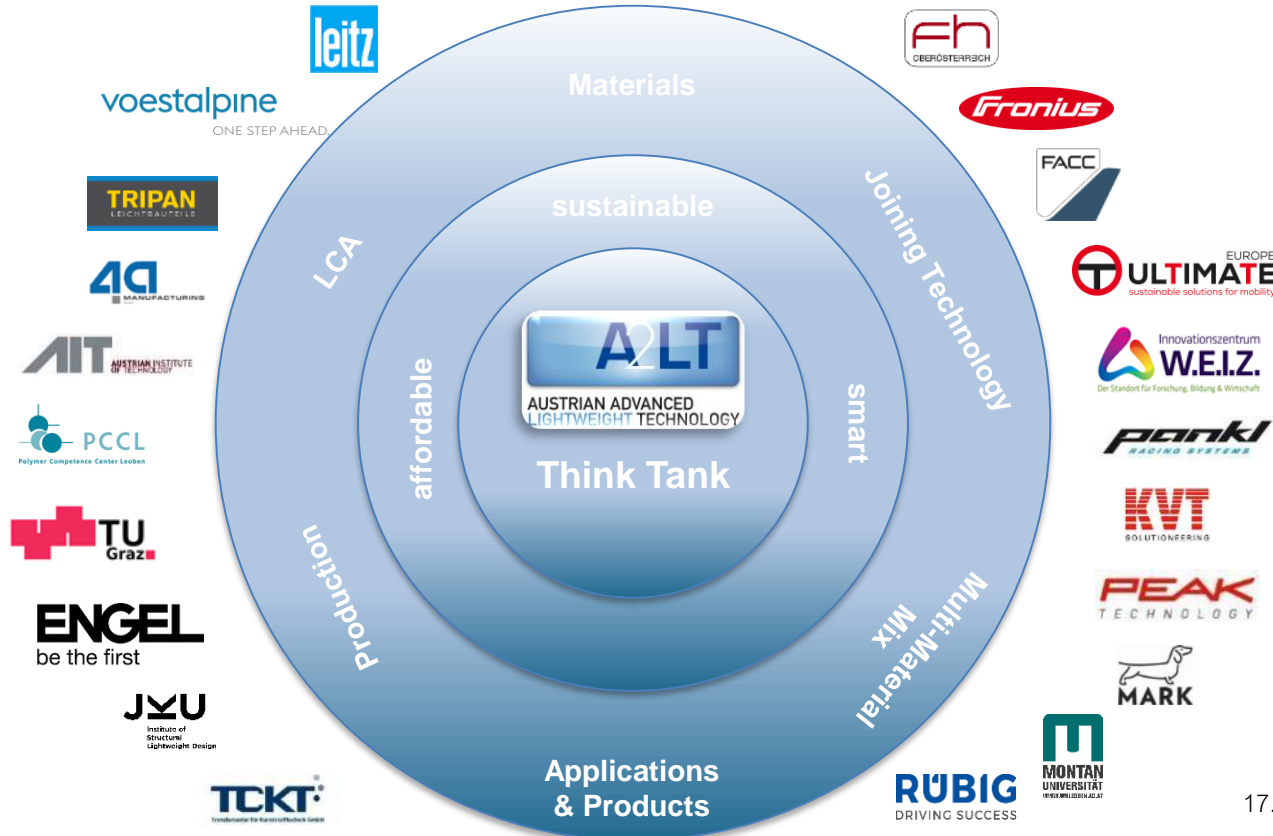 leitz
voestalpine
ONE STEP AHEAD.
TRIPAN
LEICHTBAUTEILE
4a
MANUFACTURING
AIT
AUSTRIAN INSTITUTE
OF TECHNOLOGY
PCCL
Polymer Competence Center Leoben
TU
Graz
ENGEL
be the first
JKU
Institute of
Structural
Lightweight Design
TCKT
Transfercenter für Kunststofftechnik GmbH
Materials
LCA
Joining Technology
sustainable
affordable
smart
A2LT
AUSTRIAN ADVANCED
LIGHTWEIGHT TECHNOLOGY
Think Tank
Production
Multi-Material
Mix
Applications
& Products
Fh
OBERÖSTERREICH
Fronius
FACC
EUROPE
ULTIMATE
sustainable solutions for mobility
Innovationszentrum
W.E.I.Z.
Der Standort für Forschung, Bildung & Wirtschaft
pankl
RACING SYSTEMS
KVT
SOLUTIONEERING
PEAK
TECHNOLOGY
MARK
MONTAN
UNIVERSITÄT
RÜBIG
DRIVING SUCCESS
17.